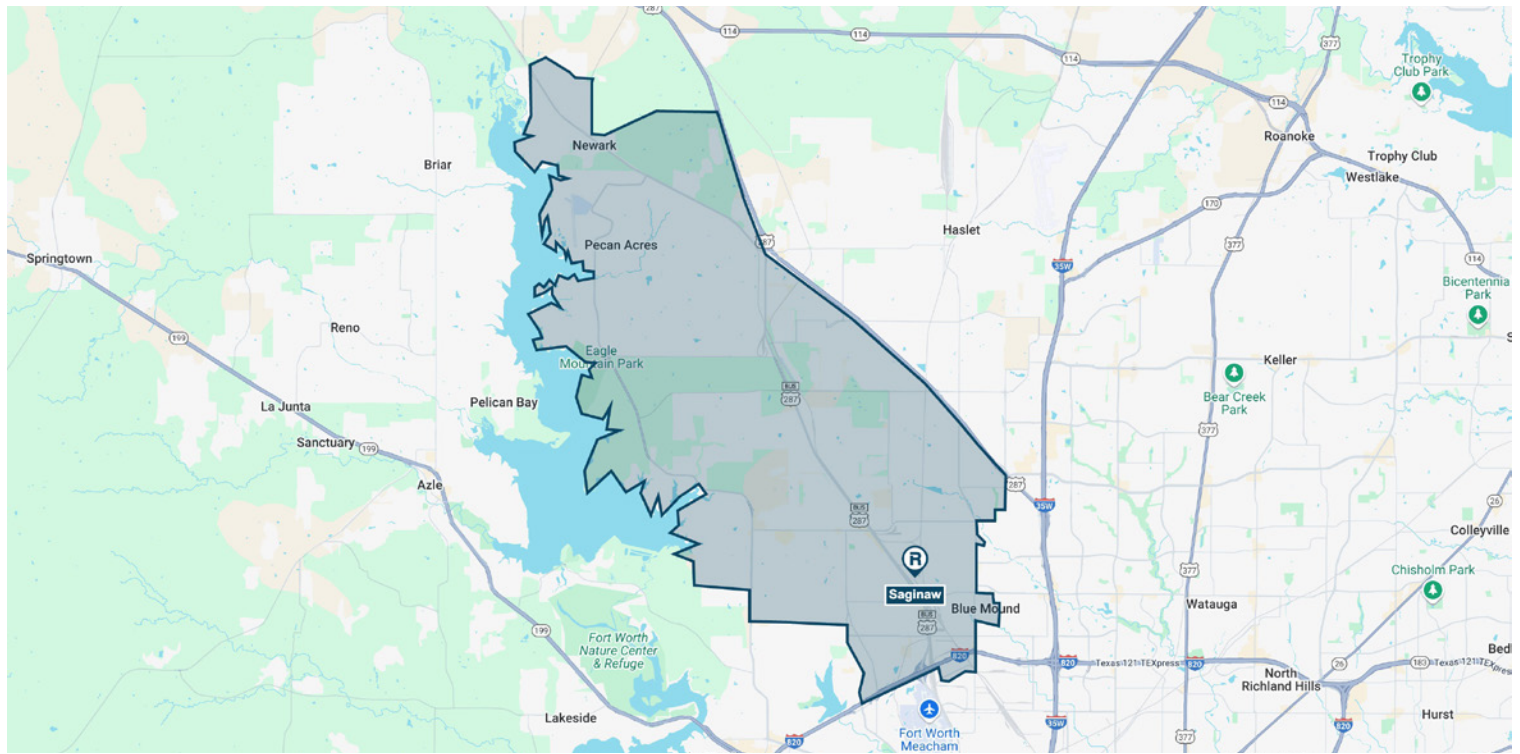 287
114
114
114
377
Trophy
Club Park
114
Roanoke
Newark
Briar
Trophy Club
Westlake
170
Haslet
377
Pecan Acres
287
Springtown
35W
114
Bicentennia
Park
199
Reno
S
Eagle
Mountain Park
Keller
BUS
287
Bear Creek
Park
La Junta
Pelican Bay
377
Sanctuary
199
Azle
287
35W
26
BUS
287
Colleyville
R
Saginaw
377
Chisholm Park
Blue Mound
Watauga
BUS
287
199
Fort Worth
Nature Center
& Refuge
820
820
Texas 121 TEXpress
820
26
183
Texas 121 TEXp
Bedl
North
Richland Hills
Lakeside
Fort Worth
Meacham
35W
377
820
Hurst
820